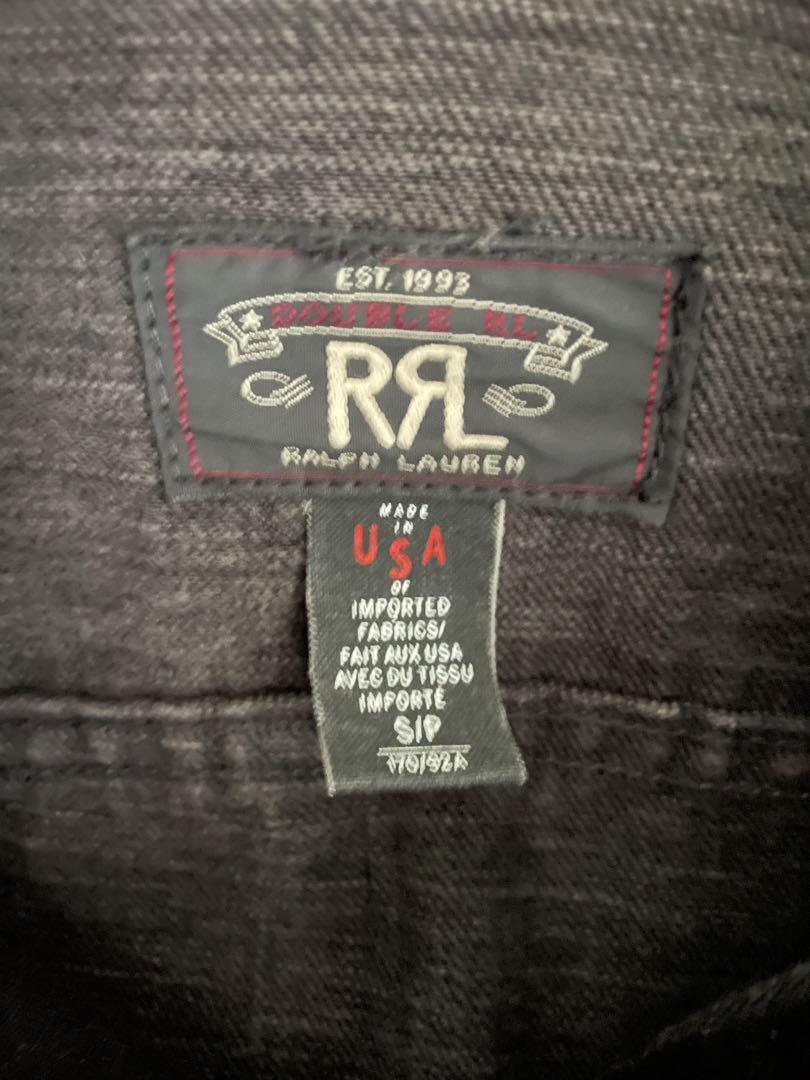 EST. 1993
DOUBLE RL
RRL
RALPH LAUREN
MADE
IN
USA
OF
IMPORTED
FABRICS/
FAIT AUX USA
AVEC DU TISSU
IMPORTÉ
S/P
170/92A